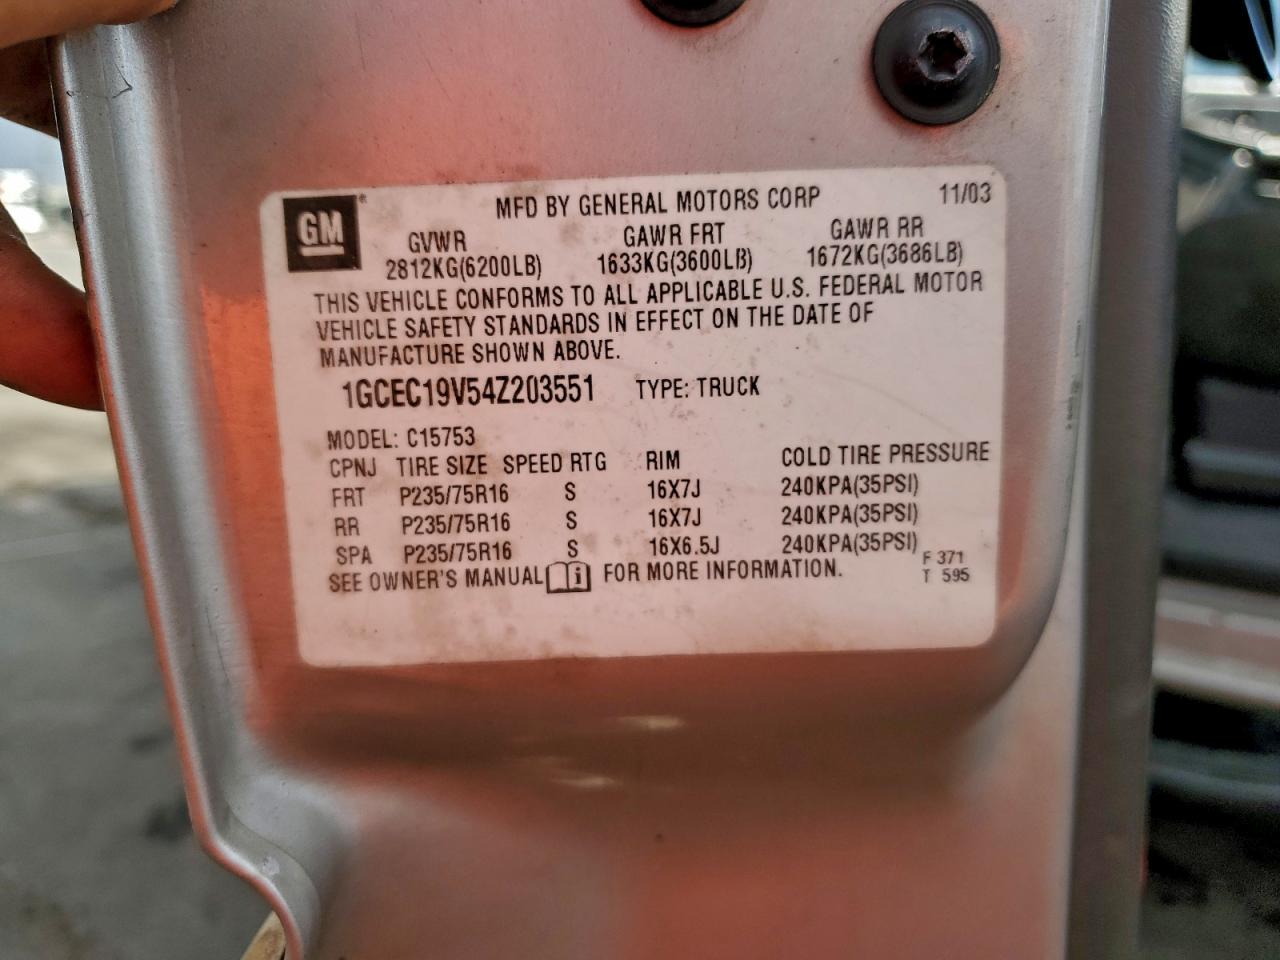 GM®
MFD BY GENERAL MOTORS CORP 11/03
GVWR GAWR FRT GAWR RR
2812KG(6200LB) 1633KG(3600LB) 1672KG(3686LB)
THIS VEHICLE CONFORMS TO ALL APPLICABLE U.S. FEDERAL MOTOR
VEHICLE SAFETY STANDARDS IN EFFECT ON THE DATE OF
MANUFACTURE SHOWN ABOVE.
1GCEC19V54Z203551 TYPE: TRUCK
MODEL: C15753
CPNJ TIRE SIZE SPEED RTG RIM COLD TIRE PRESSURE
FRT P235/75R16 S 16X7J 240KPA(35PSI)
RR P235/75R16 S 16X7J 240KPA(35PSI)
SPA P235/75R16 S 16X6.5J 240KPA(35PSI)
SEE OWNER'S MANUAL i FOR MORE INFORMATION.
F 371
T 595